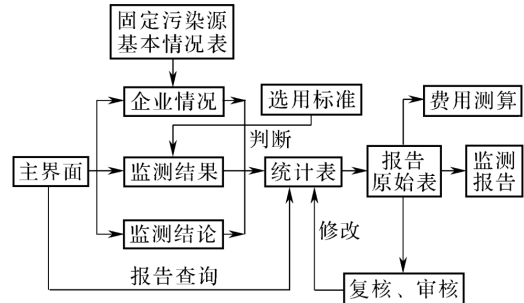 固定污染源
基本情况表
企业情况
选用标准
费用测算
判断
主界面
监测结果
统计表
报告
原始表
监测
报告
监测结论
修改
报告查询
复核、审核